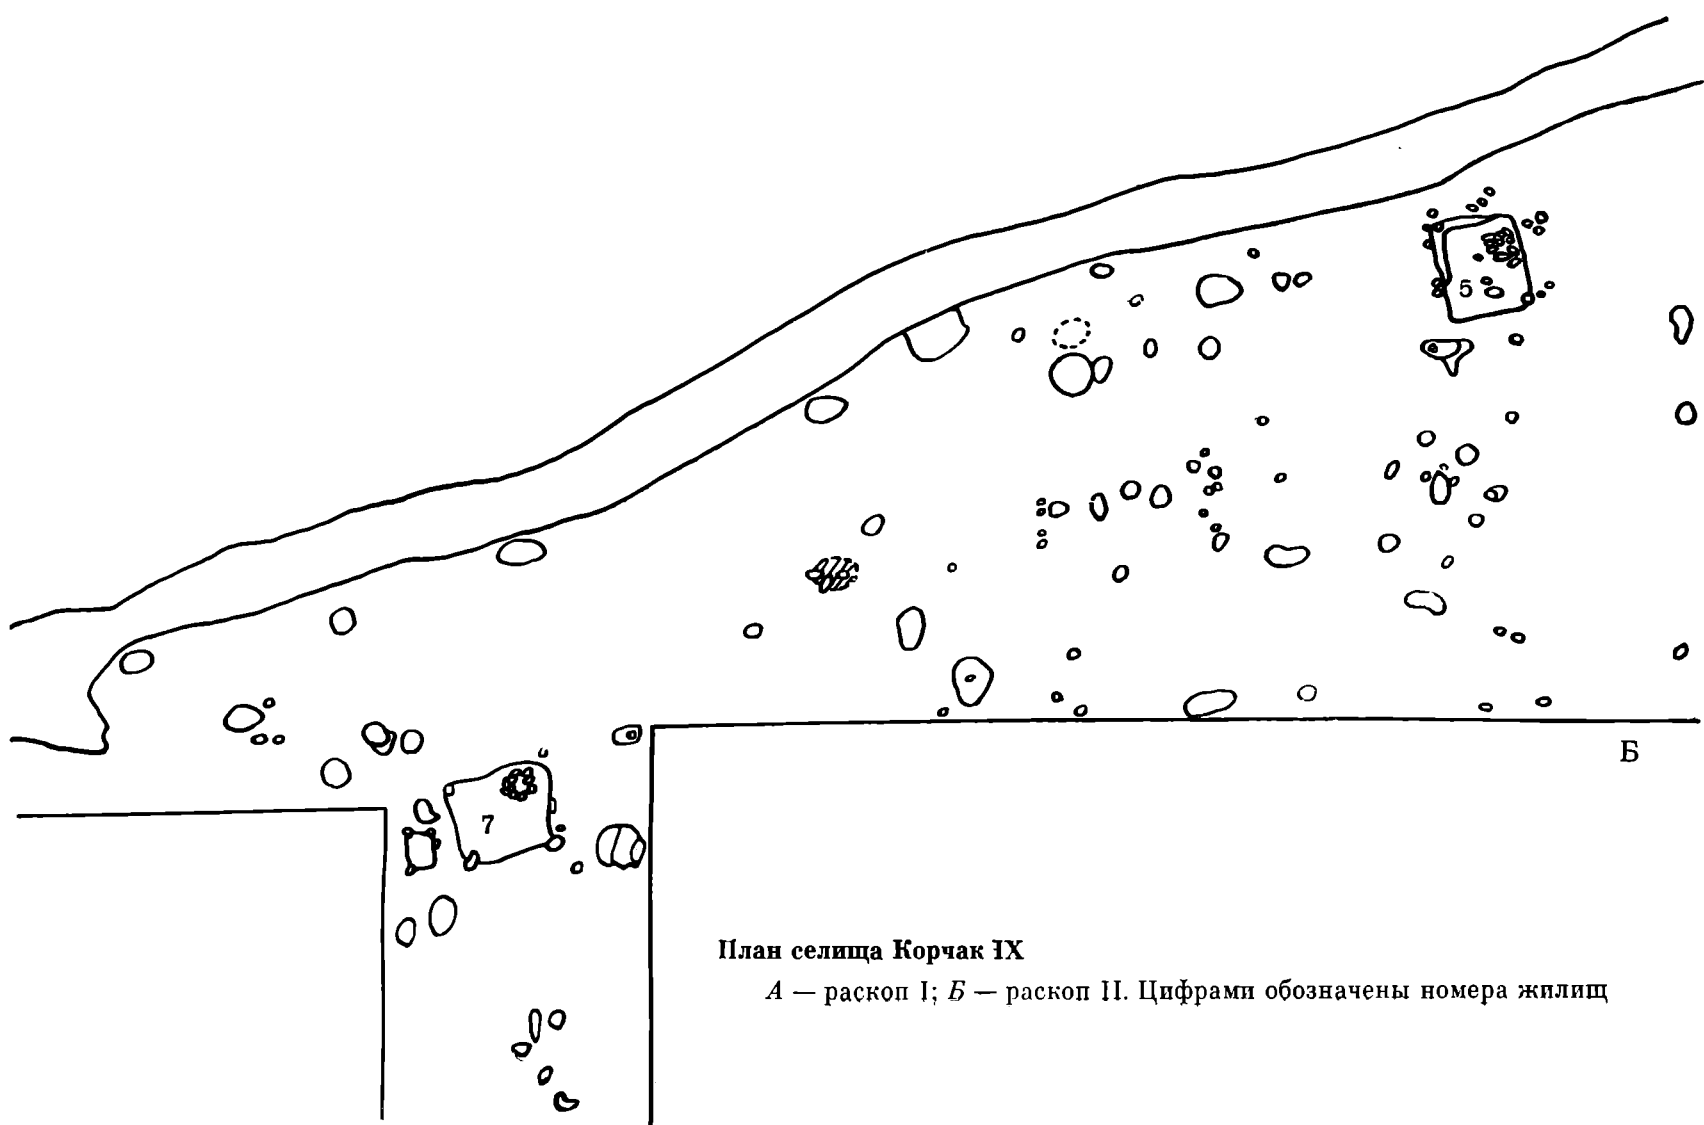 5
Б
7
План селища Корчак IX
А — раскоп I; Б — раскоп II. Цифрами обозначены номера жилищ